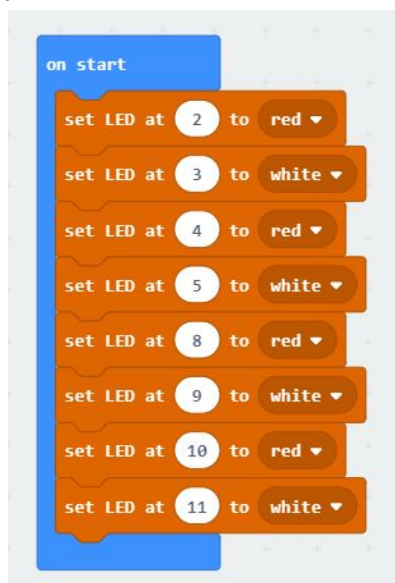 on start
set LED at 2 to red
set LED at 3 to white
set LED at 4 to red
set LED at 5 to white
set LED at 8 to red
set LED at 9 to white
set LED at 10 to red
set LED at 11 to white